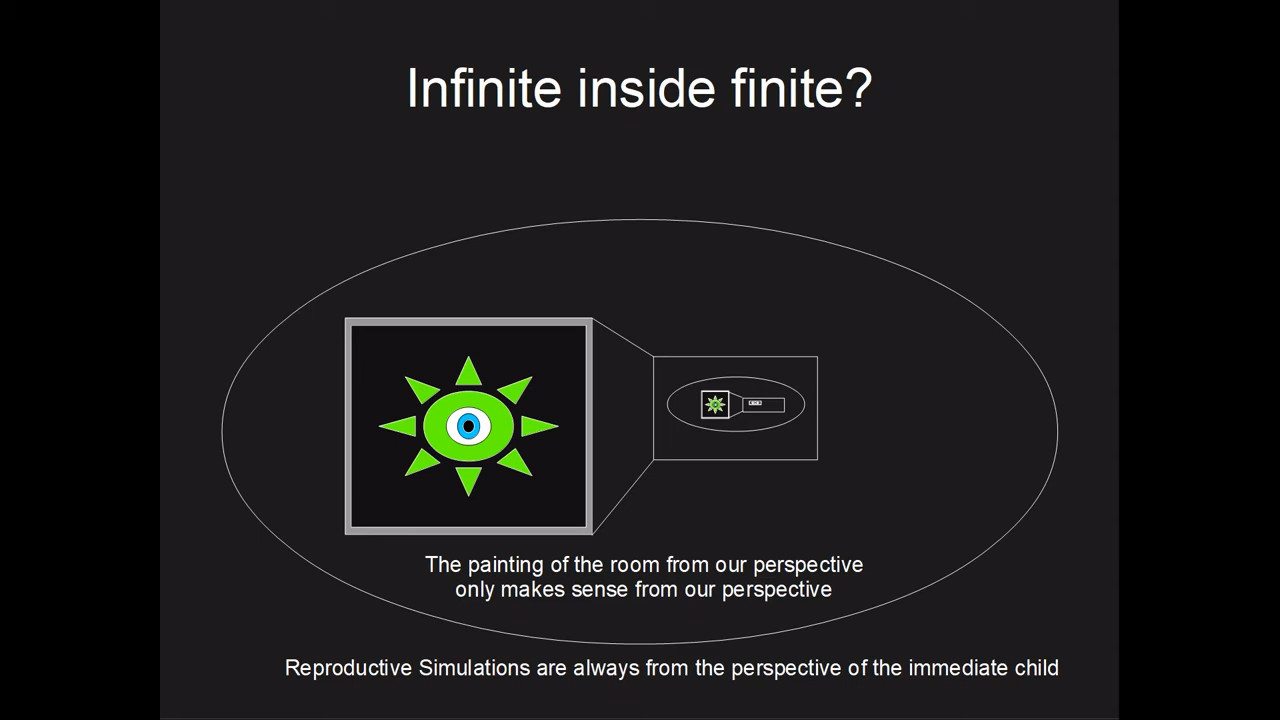 Infinite inside finite?
The painting of the room from our perspective
only makes sense from our perspective
Reproductive Simulations are always from the perspective of the immediate child